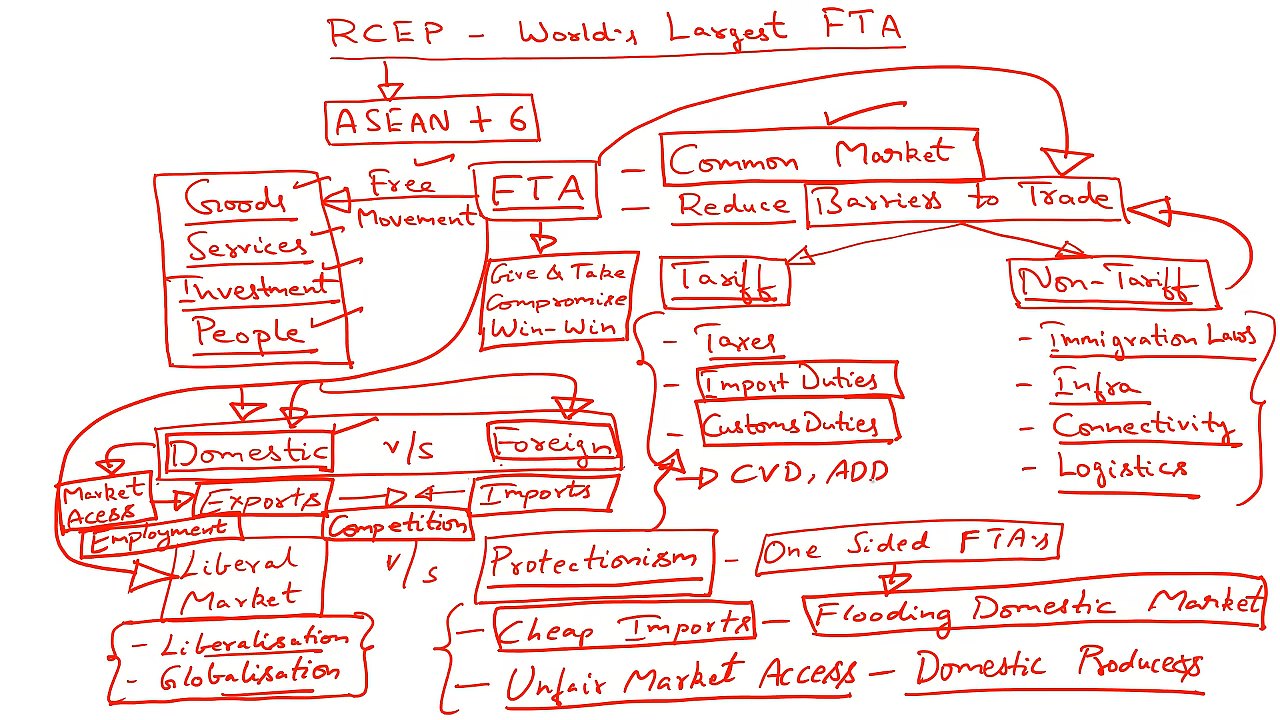 RCEP - World's Largest FTA
ASEAN + 6
Goods
Services
Investment
People
Free
Movement
FTA
- Common Market
- Reduce Barriers to Trade
Give & Take
Compromise
Win-Win
Tariff
- Taxes
- Import Duties
- Customs Duties
CVD, ADD
Non-Tariff
- Immigration Laws
- Infra
- Connectivity
- Logistics
Domestic v/s Foreign
Market
Acess
Exports
Imports
Employment
Competition
Liberal
Market
v/s
Protectionism - One Sided FTA's
- Liberalisation
- Globalisation
- Cheap Imports - Flooding Domestic Market
- Unfair Market Access - Domestic Producers